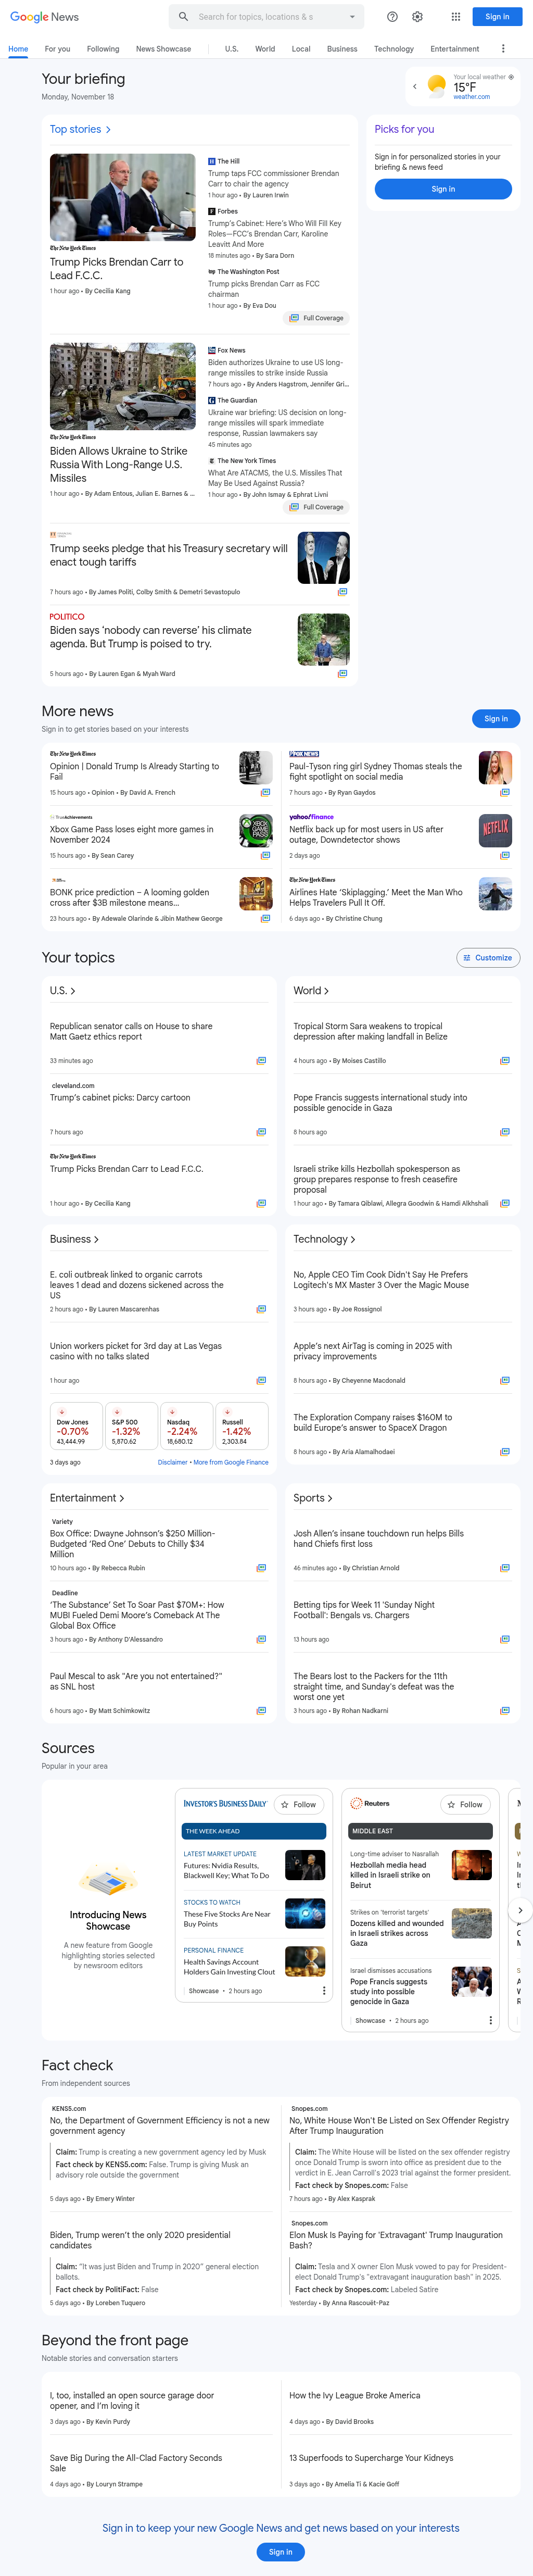 Google News
Search for topics, locations & s
Sign in
Home
For you
Following
News Showcase
U.S.
World
Local
Business
Technology
Entertainment
Your briefing
Monday, November 18
Your local weather
15°F
weather.com
Top stories
The New York Times
Trump Picks Brendan Carr to
Lead F.C.C.
1 hour ago • By Cecilia Kang
The Hill
Trump taps FCC commissioner Brendan
Carr to chair the agency
1 hour ago • By Lauren Irwin
Forbes
Trump's Cabinet: Here's Who Will Fill Key
Roles—FCC's Brendan Carr, Karoline
Leavitt And More
18 minutes ago • By Sara Dorn
The Washington Post
Trump picks Brendan Carr as FCC
chairman
1 hour ago • By Eva Dou
Full Coverage
Picks for you
Sign in for personalized stories in your
briefing & news feed
Sign in
The New York Times
Biden Allows Ukraine to Strike
Russia With Long-Range U.S.
Missiles
1 hour ago • By Adam Entous, Julian E. Barnes & ...
Fox News
Biden authorizes Ukraine to use US long-
range missiles to strike inside Russia
7 hours ago • By Anders Hagstrom, Jennifer Gri...
The Guardian
Ukraine war briefing: US decision on long-
range missiles will spark immediate
response, Russian lawmakers say
45 minutes ago
The New York Times
What Are ATACMS, the U.S. Missiles That
May Be Used Against Russia?
1 hour ago • By John Ismay & Ephrat Livni
Full Coverage
Trump seeks pledge that his Treasury secretary will
enact tough tariffs
7 hours ago • By James Politi, Colby Smith & Demetri Sevastopulo
POLITICO
Biden says 'nobody can reverse' his climate
agenda. But Trump is poised to try.
5 hours ago • By Lauren Egan & Myah Ward
More news
Sign in to get stories based on your interests
Sign in
The New York Times
Opinion | Donald Trump Is Already Starting to
Fail
15 hours ago • Opinion • By David A. French
FOX NEWS
Paul-Tyson ring girl Sydney Thomas steals the
fight spotlight on social media
7 hours ago • By Ryan Gaydos
TrueAchievements
Xbox Game Pass loses eight more games in
November 2024
15 hours ago • By Sean Carey
XBOX
GAME
PASS
yahoo!finance
Netflix back up for most users in US after
outage, Downdetector shows
2 days ago
NETFLIX
BONK price prediction – A looming golden
cross after $3B milestone means...
23 hours ago • By Adewale Olarinde & Jibin Mathew George
The New York Times
Airlines Hate 'Skiplagging.' Meet the Man Who
Helps Travelers Pull It Off.
6 days ago • By Christine Chung
Your topics
Customize
U.S.
Republican senator calls on House to share
Matt Gaetz ethics report
33 minutes ago
cleveland.com
Trump's cabinet picks: Darcy cartoon
7 hours ago
The New York Times
Trump Picks Brendan Carr to Lead F.C.C.
1 hour ago • By Cecilia Kang
World
Tropical Storm Sara weakens to tropical
depression after making landfall in Belize
4 hours ago • By Moises Castillo
Pope Francis suggests international study into
possible genocide in Gaza
8 hours ago
Israeli strike kills Hezbollah spokesperson as
group prepares response to fresh ceasefire
proposal
1 hour ago • By Tamara Qiblawi, Allegra Goodwin & Hamdi Alkhshali
Business
E. coli outbreak linked to organic carrots
leaves 1 dead and dozens sickened across the
US
2 hours ago • By Lauren Mascarenhas
Union workers picket for 3rd day at Las Vegas
casino with no talks slated
1 hour ago
Dow Jones
-0.70%
43,444.99
S&P 500
-1.32%
5,870.62
Nasdaq
-2.24%
18,680.12
Russell
-1.42%
2,303.84
3 days ago
Disclaimer • More from Google Finance
Technology
No, Apple CEO Tim Cook Didn't Say He Prefers
Logitech's MX Master 3 Over the Magic Mouse
3 hours ago • By Joe Rossignol
Apple's next AirTag is coming in 2025 with
privacy improvements
8 hours ago • By Cheyenne Macdonald
The Exploration Company raises $160M to
build Europe's answer to SpaceX Dragon
8 hours ago • By Aria Alamalhodaei
Entertainment
Variety
Box Office: Dwayne Johnson's $250 Million-
Budgeted 'Red One' Debuts to Chilly $34
Million
10 hours ago • By Rebecca Rubin
Deadline
'The Substance' Set To Soar Past $70M+: How
MUBI Fueled Demi Moore's Comeback At The
Global Box Office
3 hours ago • By Anthony D'Alessandro
Paul Mescal to ask "Are you not entertained?"
as SNL host
6 hours ago • By Matt Schimkowitz
Sports
Josh Allen's insane touchdown run helps Bills
hand Chiefs first loss
46 minutes ago • By Christian Arnold
Betting tips for Week 11 'Sunday Night
Football': Bengals vs. Chargers
13 hours ago
The Bears lost to the Packers for the 11th
straight time, and Sunday's defeat was the
worst one yet
3 hours ago • By Rohan Nadkarni
Sources
Popular in your area
Introducing News
Showcase
A new feature from Google
highlighting stories selected
by newsroom editors
INVESTOR'S BUSINESS DAILY
Follow
THE WEEK AHEAD
LATEST MARKET UPDATE
Futures: Nvidia Results,
Blackwell Key; What To Do
STOCKS TO WATCH
These Five Stocks Are Near
Buy Points
PERSONAL FINANCE
Health Savings Account
Holders Gain Investing Clout
Showcase • 2 hours ago
Reuters
Follow
MIDDLE EAST
Long-time adviser to Nasrallah
Hezbollah media head
killed in Israeli strike on
Beirut
Strikes on 'terrorist targets'
Dozens killed and wounded
in Israeli strikes across
Gaza
Israel dismisses accusations
Pope Francis suggests
study into possible
genocide in Gaza
Showcase • 2 hours ago
Fact check
From independent sources
KENS5.com
No, the Department of Government Efficiency is not a new
government agency
Claim: Trump is creating a new government agency led by Musk
Fact check by KENS5.com: False. Trump is giving Musk an
advisory role outside the government
5 days ago • By Emery Winter
Snopes.com
No, White House Won't Be Listed on Sex Offender Registry
After Trump Inauguration
Claim: The White House will be listed on the sex offender registry
once Donald Trump is sworn into office as president due to the
verdict in E. Jean Carroll's 2023 trial against the former president.
Fact check by Snopes.com: False
7 hours ago • By Alex Kasprak
Biden, Trump weren't the only 2020 presidential
candidates
Claim: "It was just Biden and Trump in 2020" general election
ballots.
Fact check by PolitiFact: False
5 days ago • By Loreben Tuquero
Snopes.com
Elon Musk Is Paying for 'Extravagant' Trump Inauguration
Bash?
Claim: Tesla and X owner Elon Musk vowed to pay for President-
elect Donald Trump's "extravagant inauguration bash" in 2025.
Fact check by Snopes.com: Labeled Satire
Yesterday • By Anna Rascouët-Paz
Beyond the front page
Notable stories and conversation starters
I, too, installed an open source garage door
opener, and I'm loving it
3 days ago • By Kevin Purdy
How the Ivy League Broke America
4 days ago • By David Brooks
Save Big During the All-Clad Factory Seconds
Sale
4 days ago • By Louryn Strampe
13 Superfoods to Supercharge Your Kidneys
3 days ago • By Amelia Ti & Kacie Goff
Sign in to keep your new Google News and get news based on your interests
Sign in